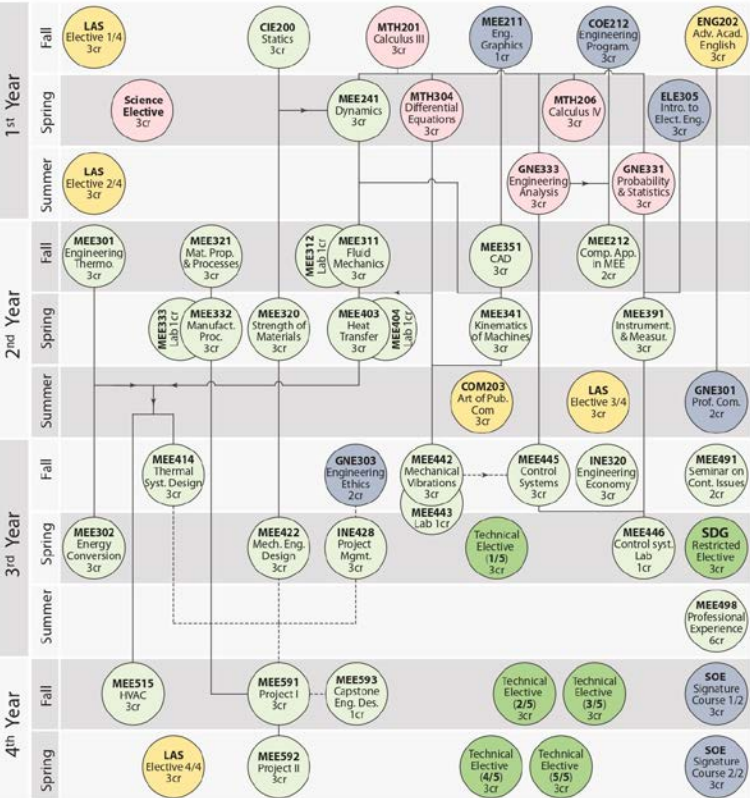 1st Year
Fall
LAS
Elective 1/4
3cr
CIE200
Statics
3cr
MTH201
Calculus III
3cr
MEE211
Eng.
Graphics
1cr
COE212
Engineering
Program.
3cr
ENG202
Adv. Acad.
English
3cr
Spring
Science
Elective
3cr
MEE241
Dynamics
3cr
MTH304
Differential
Equations
3cr
MTH206
Calculus IV
3cr
ELE305
Intro. to
Elect. Eng.
3cr
Summer
LAS
Elective 2/4
3cr
GNE333
Engineering
Analysis
3cr
GNE331
Probability
& Statistics
3cr
2nd Year
Fall
MEE301
Engineering
Thermo.
3cr
MEE321
Mat. Prop.
& Processes
3cr
MEE312
Lab 1cr
MEE311
Fluid
Mechanics
3cr
MEE351
CAD
3cr
MEE212
Comp. App.
in MEE
2cr
Spring
MEE333
Lab 1cr
MEE332
Manufact.
Proc.
3cr
MEE320
Strength of
Materials
3cr
MEE403
Heat
Transfer
3cr
MEE404
Lab 1cr
MEE341
Kinematics
of Machines
3cr
MEE391
Instrument.
& Measur.
3cr
Summer
COM203
Art of Pub.
Com
3cr
LAS
Elective 3/4
3cr
GNE301
Prof. Com.
2cr
3rd Year
Fall
MEE414
Thermal
Syst. Design
3cr
GNE303
Engineering
Ethics
2cr
MEE442
Mechanical
Vibrations
3cr
MEE443
Lab 1cr
MEE445
Control
Systems
3cr
INE320
Engineering
Economy
3cr
MEE491
Seminar on
Cont. Issues
2cr
Spring
MEE302
Energy
Conversion
3cr
MEE422
Mech. Eng.
Design
3cr
INE428
Project
Mgmt.
3cr
Technical
Elective
(1/5)
3cr
MEE446
Control syst.
Lab
1cr
SDG
Restricted
Elective
3cr
Summer
MEE498
Professional
Experience
6cr
4th Year
Fall
MEE515
HVAC
3cr
MEE591
Project I
3cr
MEE593
Capstone
Eng. Des.
1cr
Technical
Elective
(2/5)
3cr
Technical
Elective
(3/5)
3cr
SOE
Signature
Course 1/2
3cr
Spring
LAS
Elective 4/4
3cr
MEE592
Project II
3cr
Technical
Elective
(4/5)
3cr
Technical
Elective
(5/5)
3cr
SOE
Signature
Course 2/2
3cr